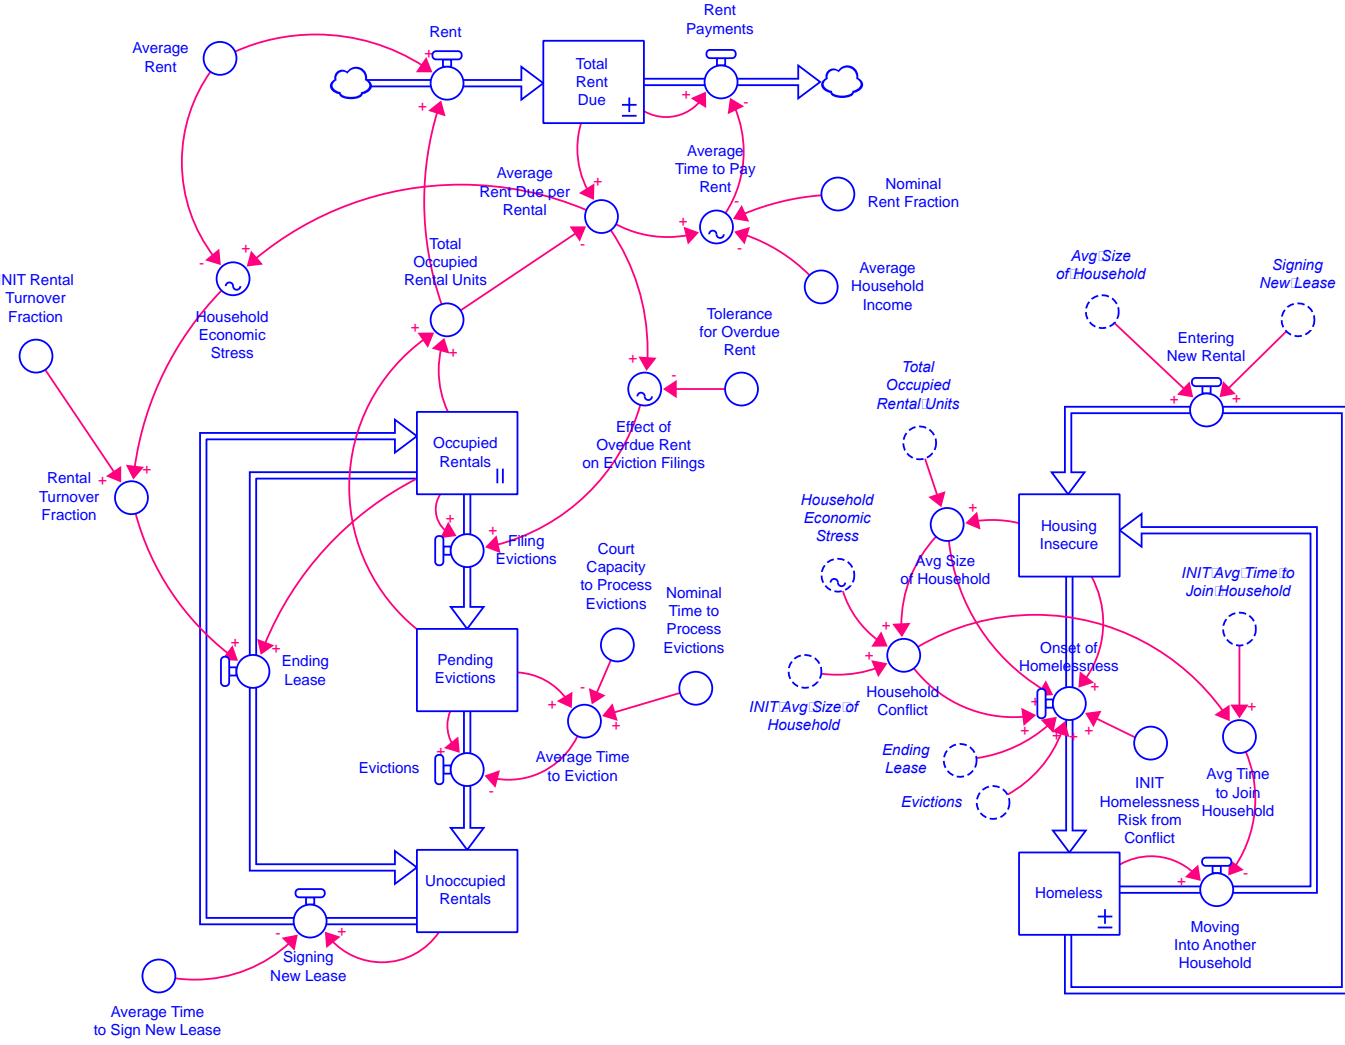 Rent
Rent
Payments
Average
Rent
Total
Rent
Due
Average
Rent Due per
Rental
Average
Time to Pay
Rent
Nominal
Rent Fraction
Average
Household
Income
Total
Occupied
Rental Units
INIT Rental
Turnover
Fraction
Household
Economic
Stress
Tolerance
for Overdue
Rent
Effect of
Overdue Rent
on Eviction Filings
Occupied
Rentals
Rental
Turnover
Fraction
Filing
Evictions
Court
Capacity
to Process
Evictions
Nominal
Time to
Process
Evictions
Ending
Lease
Pending
Evictions
Average Time
to Eviction
Evictions
Unoccupied
Rentals
Signing
New Lease
Average Time
to Sign New Lease
Avg Size
of Household
Signing
New Lease
Entering
New Rental
Total
Occupied
Rental Units
Household
Economic
Stress
Housing
Insecure
Avg Size
of Household
INIT Avg Time to
Join Household
Onset of
Homelessness
Household
Conflict
INIT Avg Size of
Household
Ending
Lease
Evictions
INIT
Homelessness
Risk from
Conflict
Avg Time
to Join
Household
Homeless
Moving
Into Another
Household